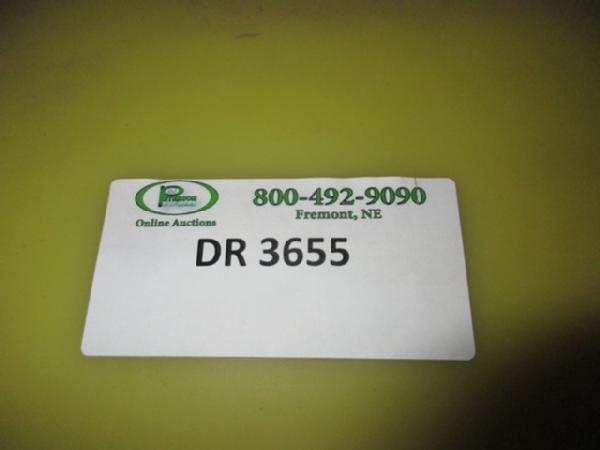 800-492-9090
Fremont, NE
Online Auctions
DR 3655